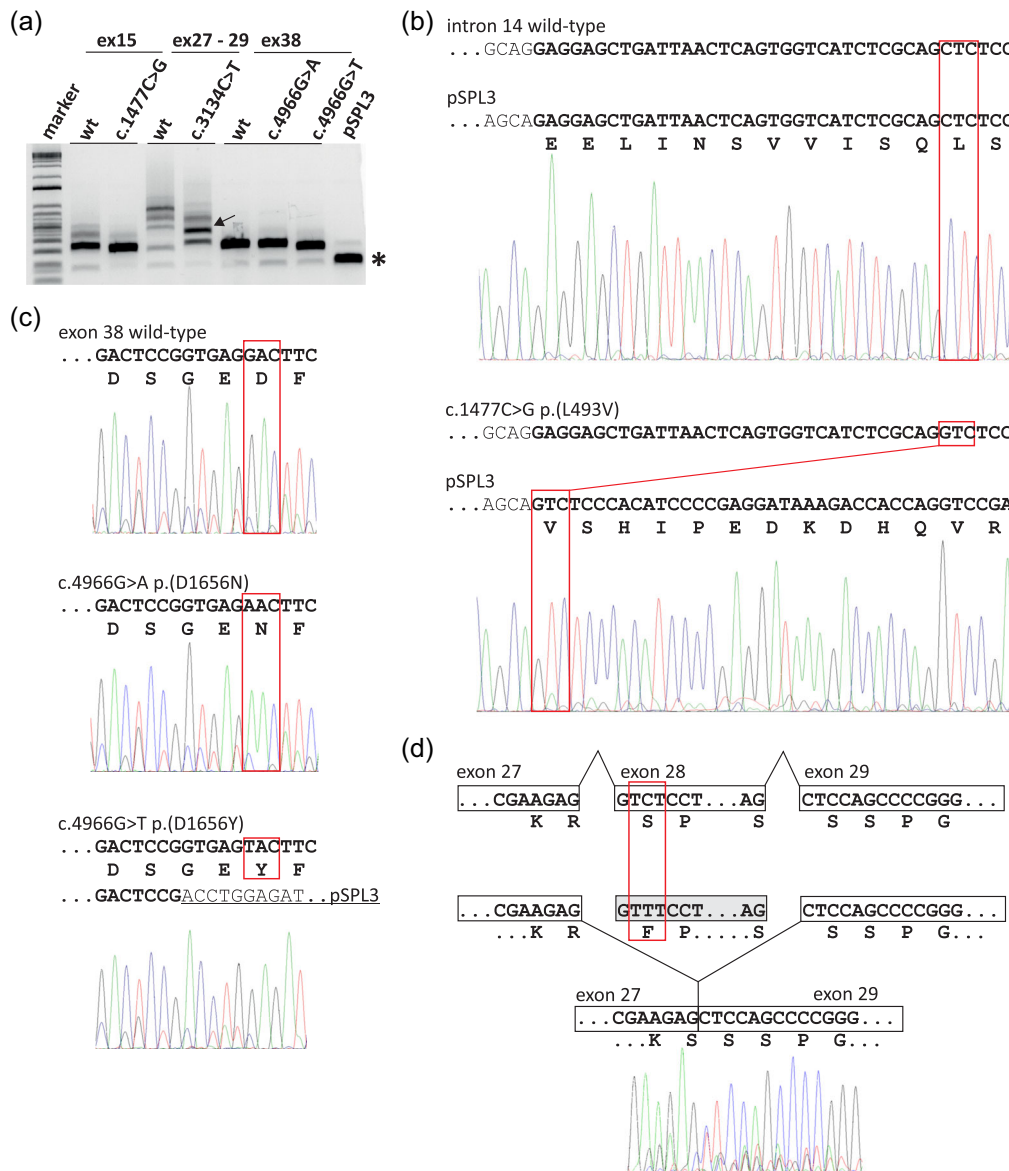 (a)
ex15 ex27 - 29 ex38
marker wt c.1477C>G wt c.3134C>T wt c.4966G>A c.4966G>T pSPL3
*
(b)
intron 14 wild-type
...GCAGGAGGAGCTGATTAACTCAGTGGTCATCTCGCAGCTCTCC
pSPL3
...AGCAGAGGAGCTGATTAACTCAGTGGTCATCTCGCAGCTCTCC
E E L I N S V V I S Q L S
c.1477C>G p.(L493V)
...GCAGGAGGAGCTGATTAACTCAGTGGTCATCTCGCAGGTCTCC
pSPL3
...AGCAGTCTCCCACATCCCCGAGGATAAAGACCACCAGGTCCGA
V S H I P E D K D H Q V R
(c)
exon 38 wild-type
...GACTCCGGTGAGGACTTC
D S G E D F
c.4966G>A p.(D1656N)
...GACTCCGGTGAGAACTTC
D S G E N F
c.4966G>T p.(D1656Y)
...GACTCCGGTGAGTACTTC
D S G E Y F
...GACTCCGACCTGGAGAT..pSPL3
(d)
exon 27 exon 28 exon 29
...CGAAGAG GTCTCCT...AG CTCCAGCCCCGGG...
K R S P S S S P G
...CGAAGAG GTTTCCT...AG CTCCAGCCCCGGG...
...K R F P.....S S S P G...
exon 27 exon 29
...CGAAGAGCTCCAGCCCCGGG...
...K S S S P G...